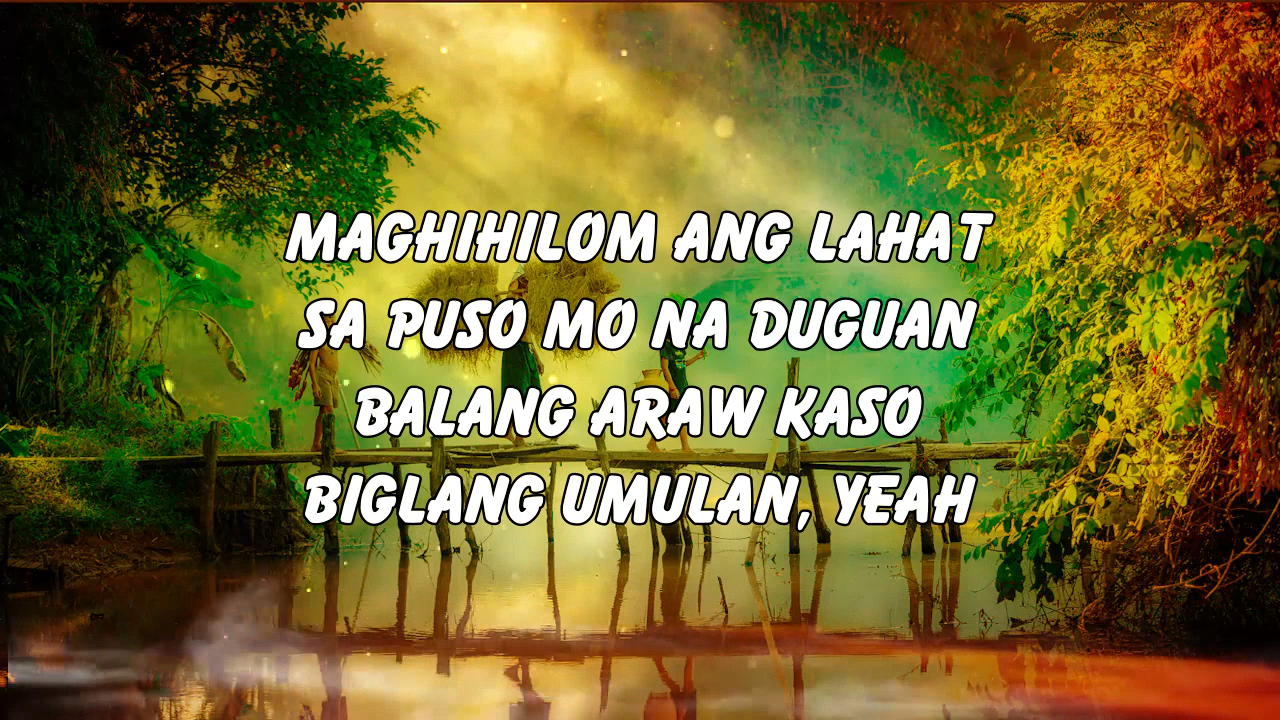 MAGHIHILOM ANG LAHAT
SA PUSO MO NA DUGUAN
BALANG ARAW KASO
BIGLANG UMULAN, YEAH